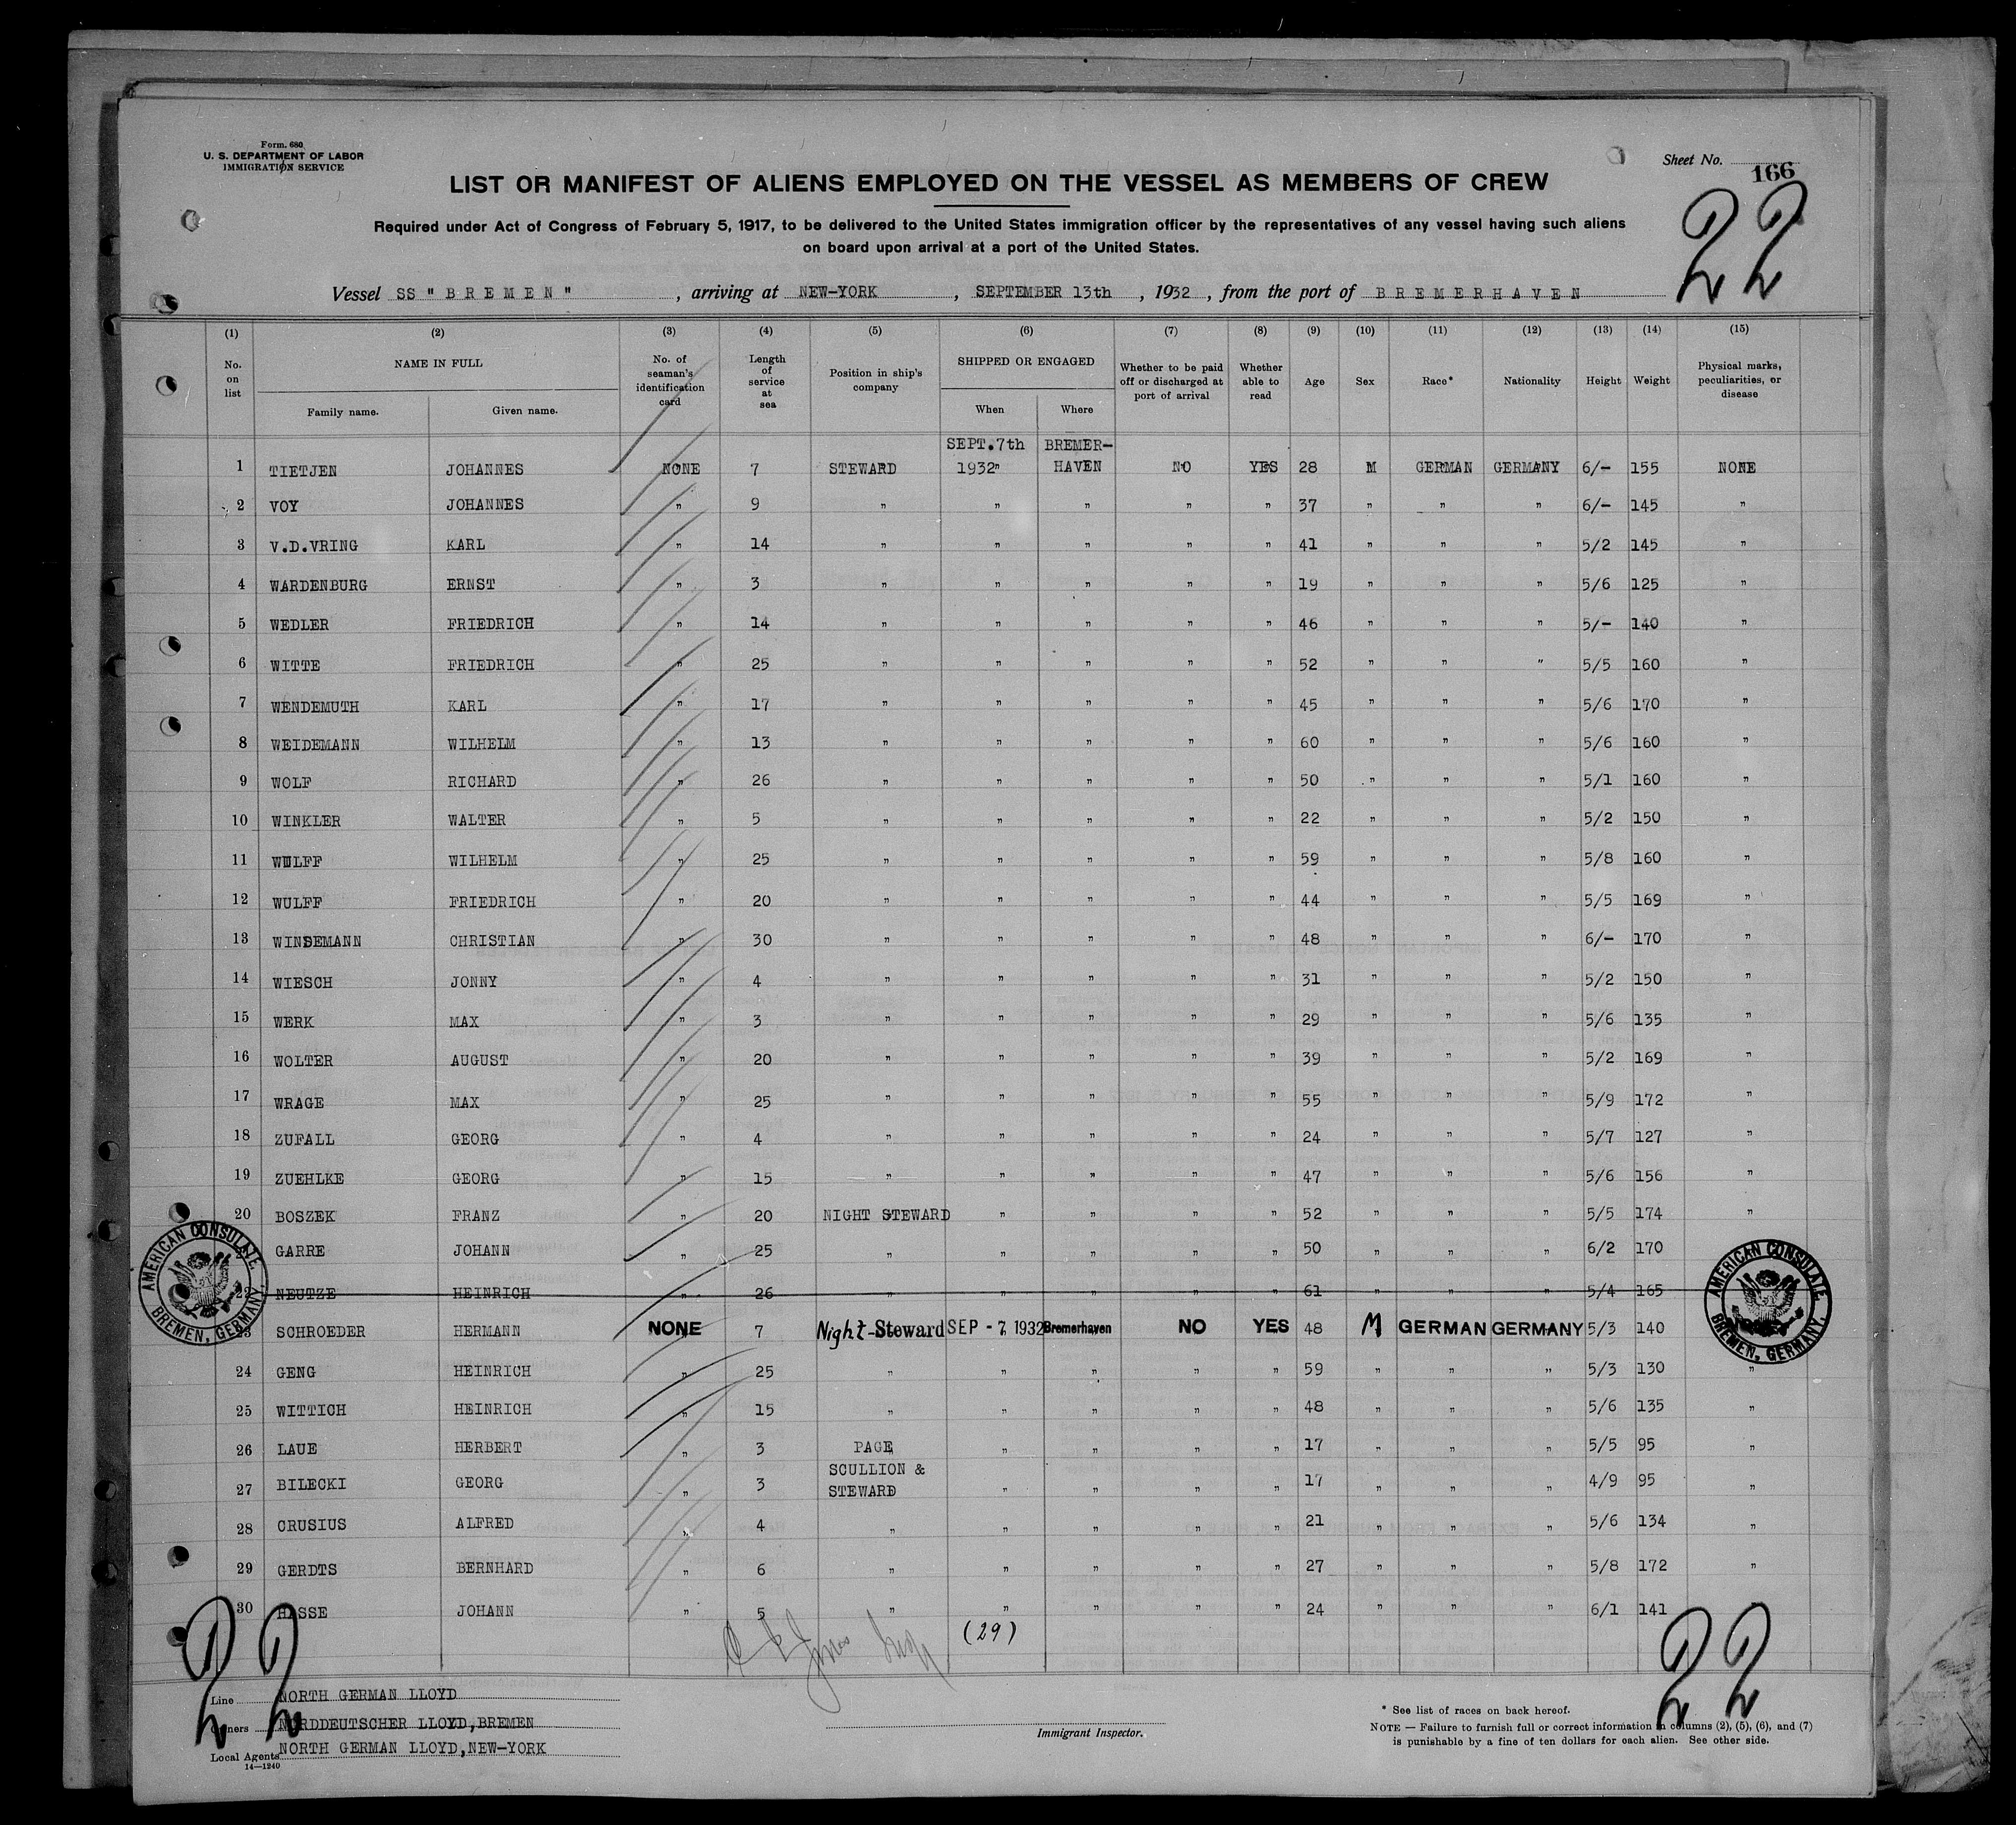 Form. 680
U. S. DEPARTMENT OF LABOR
IMMIGRATION SERVICE
Sheet No.
166
22
LIST OR MANIFEST OF ALIENS EMPLOYED ON THE VESSEL AS MEMBERS OF CREW
Required under Act of Congress of February 5, 1917, to be delivered to the United States immigration officer by the representatives of any vessel having such aliens
on board upon arrival at a port of the United States.
Vessel SS " BREMEN " , arriving at NEW-YORK , SEPTEMBER 13th , 1932 , from the port of BREMERHAVEN
(1) (2) (3) (4) (5) (6) (7) (8) (9) (10) (11) (12) (13) (14) (15)
No. on list NAME IN FULL Family name. Given name. No. of seaman's identification card Length of service at sea Position in ship's company SHIPPED OR ENGAGED When Where Whether to be paid off or discharged at port of arrival Whether able to read Age Sex Race* Nationality Height Weight Physical marks, peculiarities, or disease
SEPT.7th BREMER-
1 TIETJEN JOHANNES NONE 7 STEWARD 1932" HAVEN NO YES 28 M GERMAN GERMANY 6/- 155 NONE
2 VOY JOHANNES " 9 " " " " " 37 " " " 6/- 145 "
3 V.D.VRING KARL " 14 " " " " " 41 " " " 5/2 145 "
4 WARDENBURG ERNST " 3 " " " " " 19 " " " 5/6 125 "
5 WEDLER FRIEDRICH " 14 " " " " " 46 " " " 5/- 140 "
6 WITTE FRIEDRICH " 25 " " " " " 52 " " " 5/5 160 "
7 WENDEMUTH KARL " 17 " " " " " 45 " " " 5/6 170 "
8 WEIDEMANN WILHELM " 13 " " " " " 60 " " " 5/6 160 "
9 WOLF RICHARD " 26 " " " " " 50 " " " 5/1 160 "
10 WINKLER WALTER " 5 " " " " " 22 " " " 5/2 150 "
11 WULFF WILHELM " 25 " " " " " 59 " " " 5/8 160 "
12 WULFF FRIEDRICH " 20 " " " " " 44 " " " 5/5 169 "
13 WINSEMANN CHRISTIAN " 30 " " " " " 48 " " " 6/- 170 "
14 WIESCH JONNY " 4 " " " " " 31 " " " 5/2 150 "
15 WERK MAX " 3 " " " " " 29 " " " 5/6 135 "
16 WOLTER AUGUST " 20 " " " " " 39 " " " 5/2 169 "
17 WRAGE MAX " 25 " " " " " 55 " " " 5/9 172 "
18 ZUFALL GEORG " 4 " " " " " 24 " " " 5/7 127 "
19 ZUEHLKE GEORG " 15 " " " " " 47 " " " 5/6 156 "
20 BOSZEK FRANZ " 20 NIGHT STEWARD " " " " 52 " " " 5/5 174
GARRE JOHANN " 25 " " " " " 50 " " " 6/2 170
22 NEUTZE HEINRICH " 26 " " " " " 61 " " " 5/4 165
23 SCHROEDER HERMANN NONE 7 Night-Steward SEP - 7 1932 Bremerhaven NO YES 48 M GERMAN GERMANY 5/3 140
24 GENG HEINRICH " 25 " " " " " 59 " " " 5/3 130 "
25 WITTICH HEINRICH " 15 " " " " " 48 " " " 5/6 135 "
26 LAUE HERBERT " 3 PAGE " " " " 17 " " " 5/5 95 "
SCULLION &
27 BILECKI GEORG " 3 STEWARD " " " " 17 " " " 4/9 95 "
28 CRUSIUS ALFRED " 4 " " " " " 21 " " " 5/6 134 "
29 GERDTS BERNHARD " 6 " " " " " 27 " " " 5/8 172 "
30 HASSE JOHANN " 5 " " " " " 24 " " " 6/1 141
(29)
AMERICAN CONSULATE, BREMEN, GERMANY.
AMERICAN CONSULATE, BREMEN, GERMANY.
22
22
Line NORTH GERMAN LLOYD
Owners NORDDEUTSCHER LLOYD, BREMEN
Local Agents NORTH GERMAN LLOYD, NEW-YORK
14—1240
Immigrant Inspector.
* See list of races on back hereof.
NOTE — Failure to furnish full or correct information in columns (2), (5), (6), and (7)
is punishable by a fine of ten dollars for each alien. See other side.